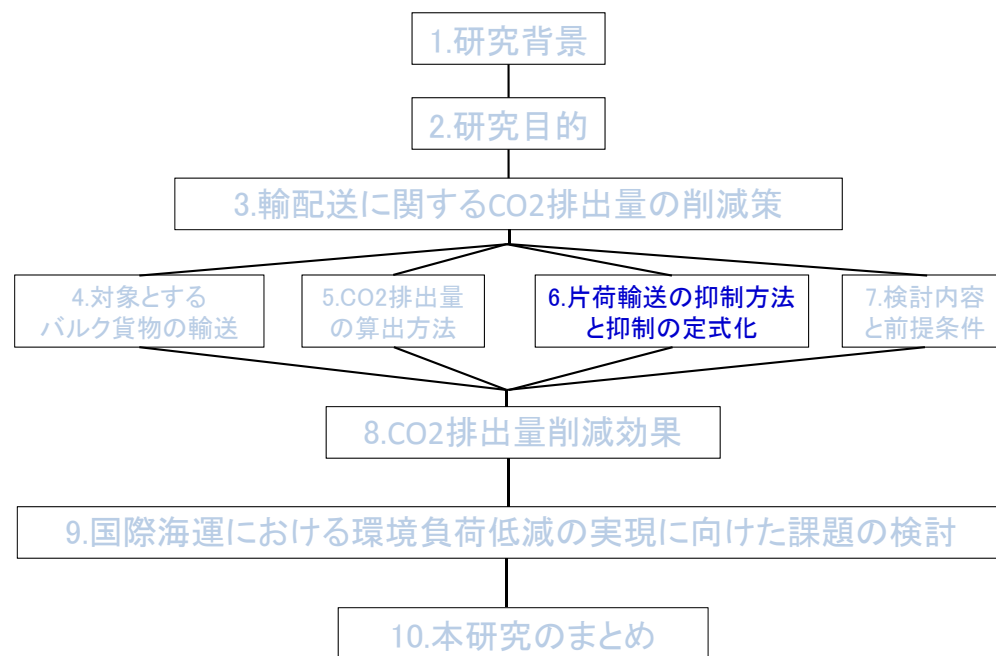 1.研究背景
2.研究目的
3.輸配送に関するCO2排出量の削減策
4.対象とする
バルク貨物の輸送
5.CO2排出量
の算出方法
6.片荷輸送の抑制方法
と抑制の定式化
7.検討内容
と前提条件
8.CO2排出量削減効果
9.国際海運における環境負荷低減の実現に向けた課題の検討
10.本研究のまとめ